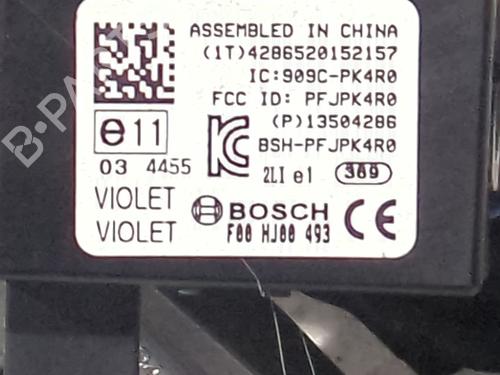 ASSEMBLED IN CHINA
(1T)4286520152157
IC:909C-PK4R0
FCC ID: PFJPK4R0
(P)13504286
BSH-PFJPK4R0
e11
03 4455
2LI e1 369
VIOLET
VIOLET
BOSCH
F00 HJ00 493
CE